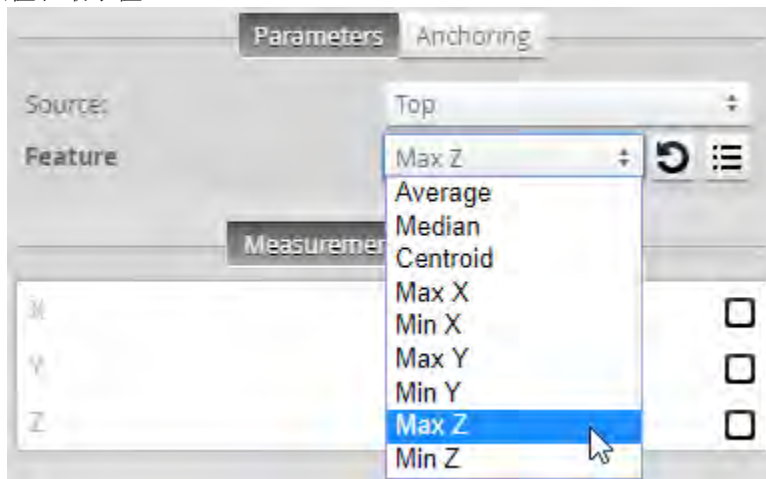 Parameters Anchoring
Source: Top
Feature Max Z
Average
Median
Centroid
Max X
Min X
Max Y
Min Y
Max Z
Min Z
X
Y
Z